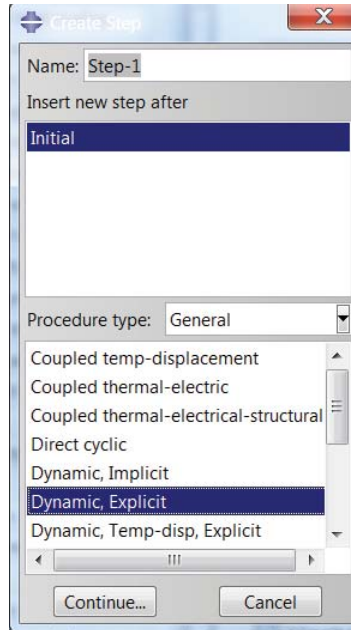 Create Step
Name: Step-1
Insert new step after
Initial
Procedure type: General
Coupled temp-displacement
Coupled thermal-electric
Coupled thermal-electrical-structural
Direct cyclic
Dynamic, Implicit
Dynamic, Explicit
Dynamic, Temp-disp, Explicit
Continue... Cancel